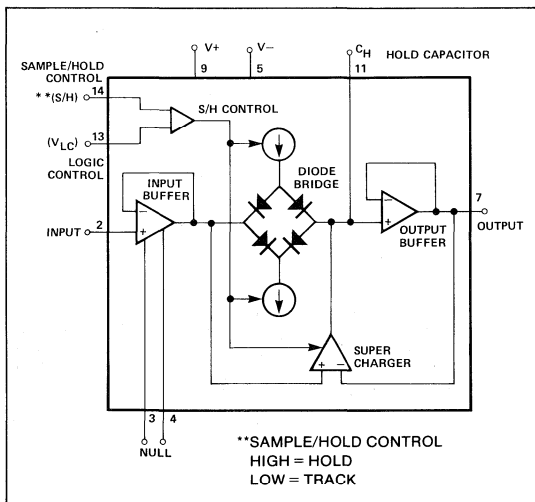 V+
V−
CH
HOLD CAPACITOR
9
5
11
SAMPLE/HOLD
CONTROL
14
**(S/H)
S/H CONTROL
13
(VLC)
LOGIC
CONTROL
INPUT
BUFFER
DIODE
BRIDGE
−
+
2
INPUT
−
+
7
OUTPUT
OUTPUT
BUFFER
SUPER
CHARGER
+ −
3 4
NULL
**SAMPLE/HOLD CONTROL
HIGH = HOLD
LOW = TRACK